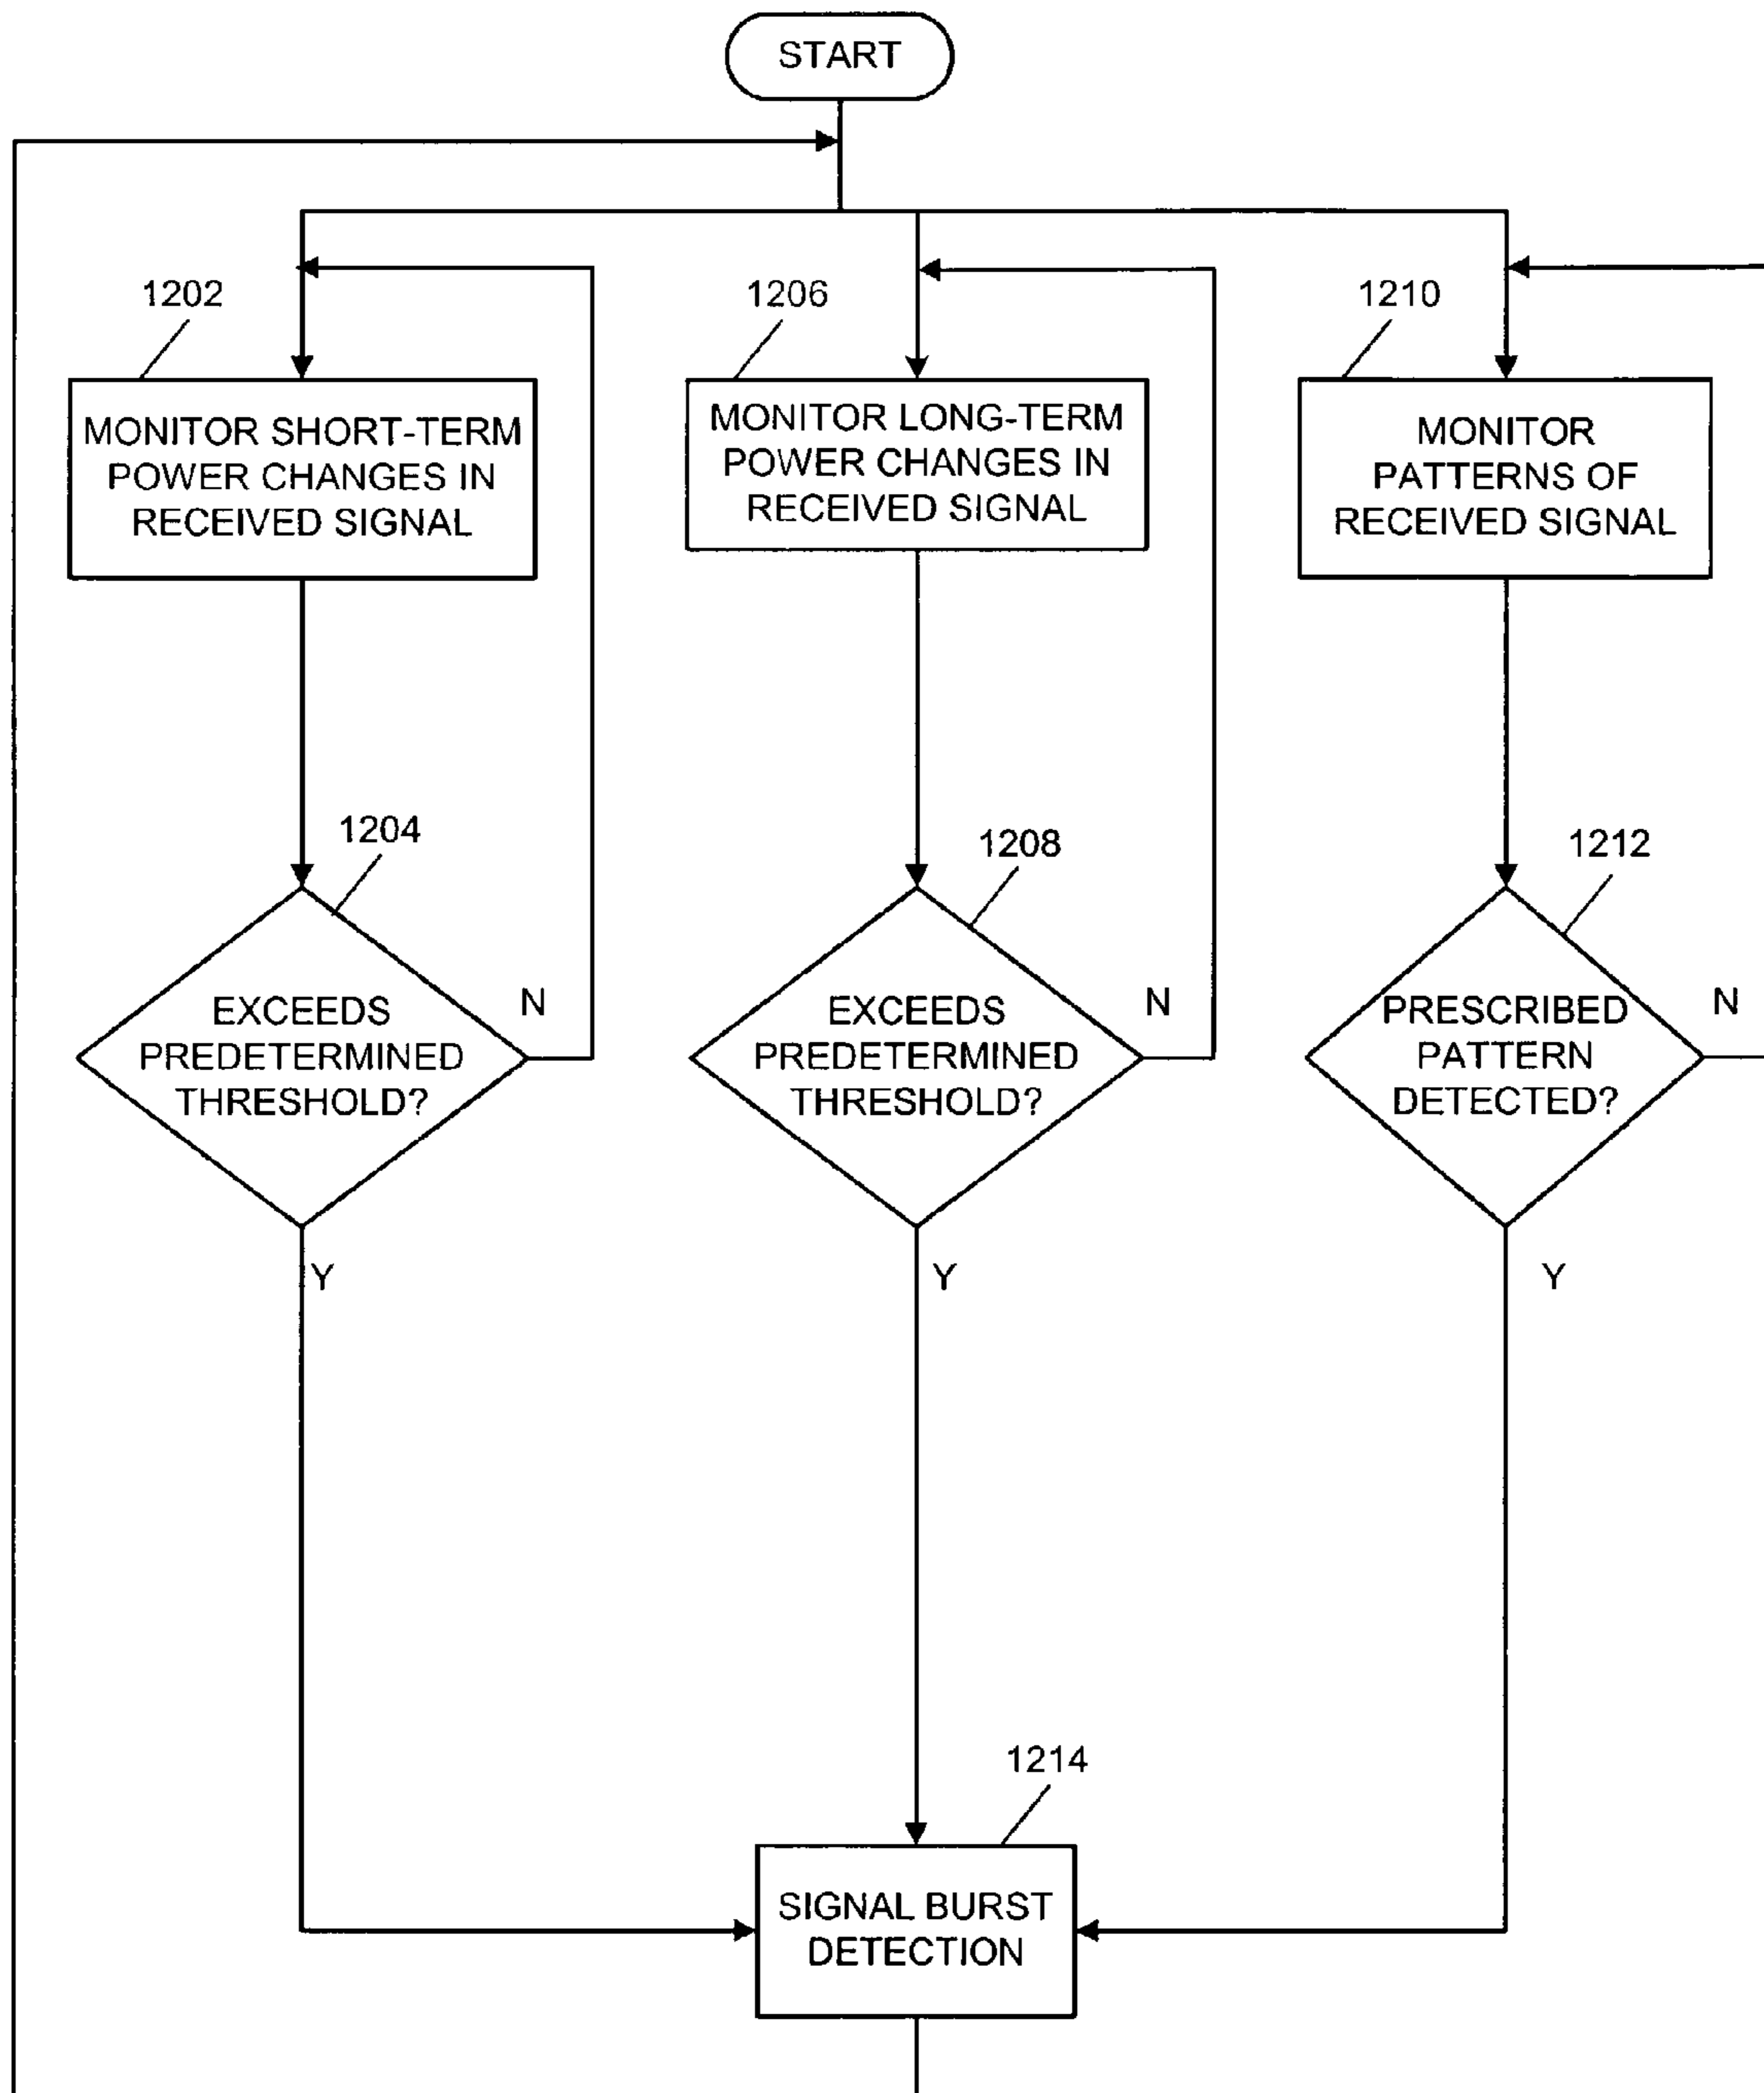 START
1202
MONITOR SHORT-TERM
POWER CHANGES IN
RECEIVED SIGNAL
1206
MONITOR LONG-TERM
POWER CHANGES IN
RECEIVED SIGNAL
1210
MONITOR
PATTERNS OF
RECEIVED SIGNAL
1204
EXCEEDS
PREDETERMINED
THRESHOLD?
N
Y
1208
EXCEEDS
PREDETERMINED
THRESHOLD?
N
Y
1212
PRESCRIBED
PATTERN
DETECTED?
N
Y
1214
SIGNAL BURST
DETECTION